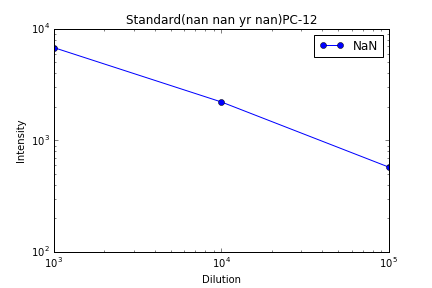 Standard(nan nan yr nan)PC-12
NaN
10^4
10^3
10^2
Intensity
10^3
10^4
10^5
Dilution